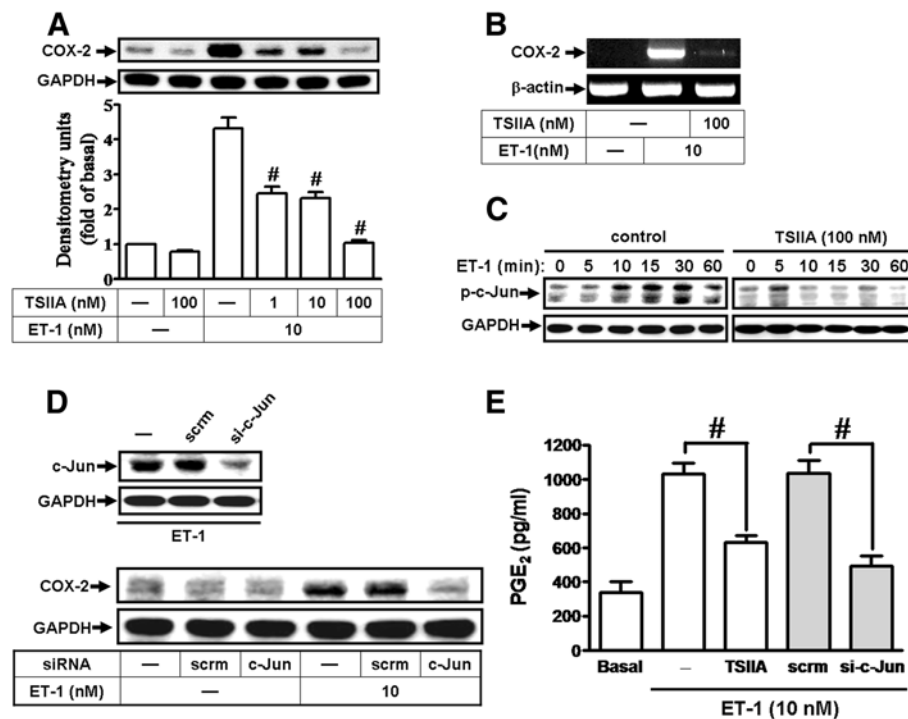 A
COX-2
GAPDH
Densitometry units
(fold of basal)
5
4
3
2
1
0
# # #
TSIIA (nM) — 100 — 1 10 100
ET-1 (nM) — 10
B
COX-2
β-actin
TSIIA (nM) — 100
ET-1(nM) — 10
C
control TSIIA (100 nM)
ET-1 (min): 0 5 10 15 30 60 0 5 10 15 30 60
p-c-Jun
GAPDH
D
— scrm si-c-Jun
c-Jun
GAPDH
ET-1
COX-2
GAPDH
siRNA — scrm c-Jun — scrm c-Jun
ET-1 (nM) — 10
E
# #
PGE2 (pg/ml)
1200
1000
800
600
400
200
0
Basal – TSIIA scrm si-c-Jun
ET-1 (10 nM)